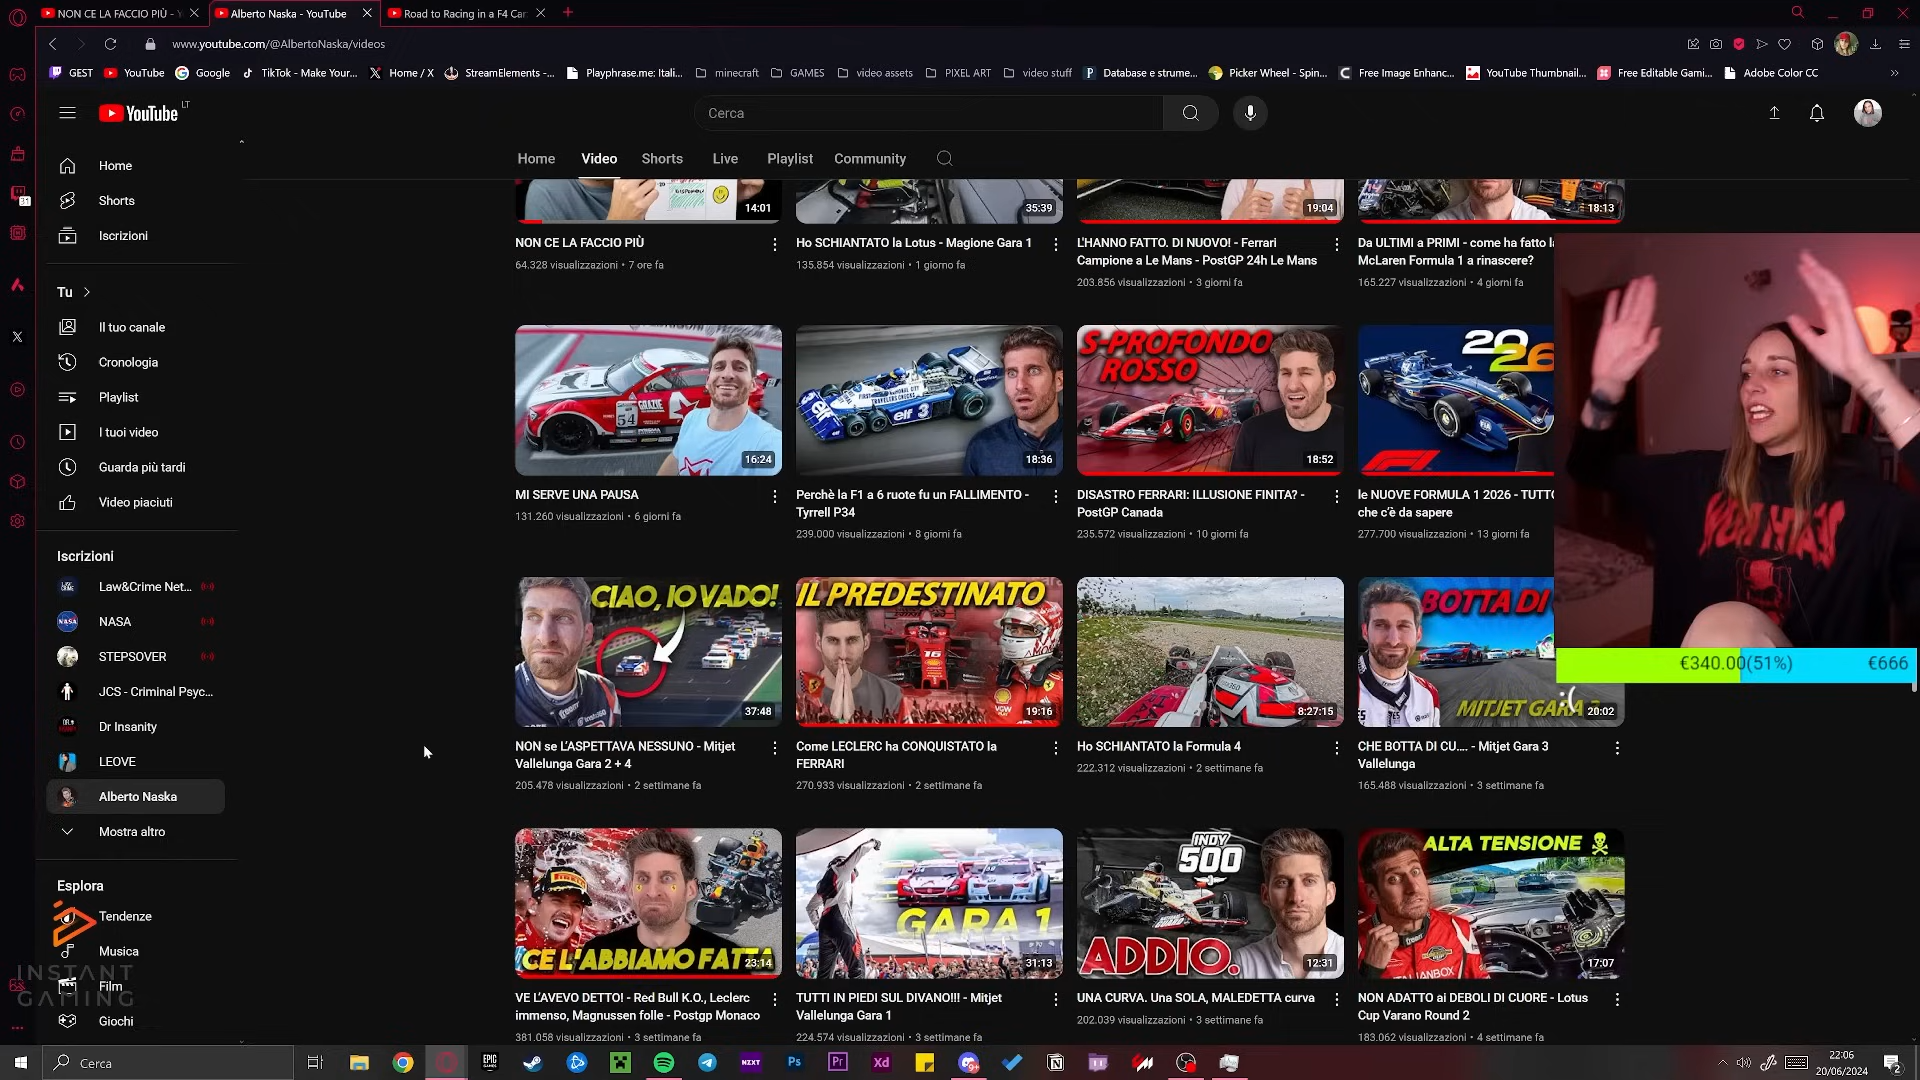 NON CE LA FACCIO PIÙ - Y
Alberto Naska - YouTube
Road to Racing in a F4 Car
www.youtube.com/@AlbertoNaska/videos
GEST
YouTube
Google
TikTok - Make Your...
Home / X
StreamElements -...
Playphrase.me: Itali...
minecraft
GAMES
video assets
PIXEL ART
video stuff
Database e strume...
Picker Wheel - Spin...
Free Image Enhanc...
YouTube Thumbnail...
Free Editable Gami...
Adobe Color CC
YouTube LT
Cerca
Home
Video
Shorts
Live
Playlist
Community
Home
Shorts
Iscrizioni
Tu
Il tuo canale
Cronologia
Playlist
I tuoi video
Guarda più tardi
Video piaciuti
Iscrizioni
Law&Crime Net...
NASA
STEPSOVER
JCS - Criminal Psyc...
Dr Insanity
LEOVE
Alberto Naska
Mostra altro
Esplora
Tendenze
Musica
Film
Giochi
INSTANT
GAMING
14:01
35:39
19:04
18:13
NON CE LA FACCIO PIÙ
64.328 visualizzazioni • 7 ore fa
Ho SCHIANTATO la Lotus - Magione Gara 1
135.854 visualizzazioni • 1 giorno fa
L'HANNO FATTO. DI NUOVO! - Ferrari
Campione a Le Mans - PostGP 24h Le Mans
203.856 visualizzazioni • 3 giorni fa
Da ULTIMI a PRIMI - come ha fatto la
McLaren Formula 1 a rinascere?
165.227 visualizzazioni • 4 giorni fa
GRAZIE
34
16:24
elf 3
18:36
S-PROFONDO
ROSSO
18:52
2026
F1
MI SERVE UNA PAUSA
131.260 visualizzazioni • 6 giorni fa
Perchè la F1 a 6 ruote fu un FALLIMENTO -
Tyrrell P34
239.000 visualizzazioni • 8 giorni fa
DISASTRO FERRARI: ILLUSIONE FINITA? -
PostGP Canada
235.572 visualizzazioni • 10 giorni fa
le NUOVE FORMULA 1 2026 - TUTTO
che c'è da sapere
277.700 visualizzazioni • 13 giorni fa
CIAO, IO VADO!
37:48
IL PREDESTINATO
16
19:16
8:27:15
BOTTA DI
MITJET GARA
20:02
€340.00(51%)
€666
:(
NON se L'ASPETTAVA NESSUNO - Mitjet
Vallelunga Gara 2 + 4
205.478 visualizzazioni • 2 settimane fa
Come LECLERC ha CONQUISTATO la
FERRARI
270.933 visualizzazioni • 2 settimane fa
Ho SCHIANTATO la Formula 4
222.312 visualizzazioni • 2 settimane fa
CHE BOTTA DI CU.... - Mitjet Gara 3
Vallelunga
165.488 visualizzazioni • 3 settimane fa
CE L'ABBIAMO FATTA
23:14
GARA 1
31:13
INDY
500
ADDIO.
12:31
ALTA TENSIONE
17:07
VE L'AVEVO DETTO! - Red Bull K.O., Leclerc
immenso, Magnussen folle - Postgp Monaco
381.058 visualizzazioni • 3 settimane fa
TUTTI IN PIEDI SUL DIVANO!!! - Mitjet
Vallelunga Gara 1
224.574 visualizzazioni • 3 settimane fa
UNA CURVA. Una SOLA, MALEDETTA curva
202.039 visualizzazioni • 3 settimane fa
NON ADATTO ai DEBOLI DI CUORE - Lotus
Cup Varano Round 2
183.062 visualizzazioni • 4 settimane fa
Cerca
EPIC
GAMES
NZXT
Ps
Pr
Xd
22:06
20/06/2024
2